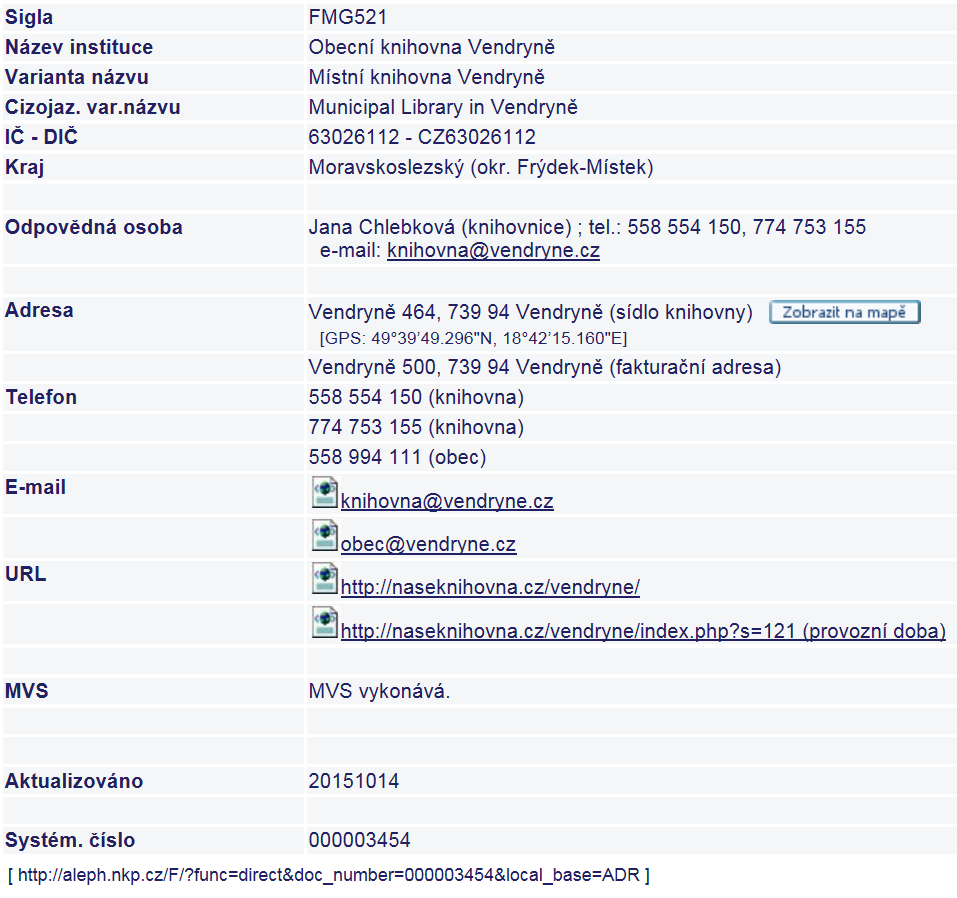 Sigla FMG521
Název instituce Obecní knihovna Vendryně
Varianta názvu Místní knihovna Vendryně
Cizojaz. var.názvu Municipal Library in Vendryně
IČ - DIČ 63026112 - CZ63026112
Kraj Moravskoslezský (okr. Frýdek-Místek)
Odpovědná osoba Jana Chlebková (knihovnice) ; tel.: 558 554 150, 774 753 155
e-mail: knihovna@vendryne.cz
Adresa Vendryně 464, 739 94 Vendryně (sídlo knihovny) Zobrazit na mapě
[GPS: 49°39'49.296"N, 18°42'15.160"E]
Vendryně 500, 739 94 Vendryně (fakturační adresa)
Telefon 558 554 150 (knihovna)
774 753 155 (knihovna)
558 994 111 (obec)
E-mail knihovna@vendryne.cz
obec@vendryne.cz
URL http://naseknihovna.cz/vendryne/
http://naseknihovna.cz/vendryne/index.php?s=121 (provozní doba)
MVS MVS vykonává.
Aktualizováno 20151014
Systém. číslo 000003454
[ http://aleph.nkp.cz/F/?func=direct&doc_number=000003454&local_base=ADR ]